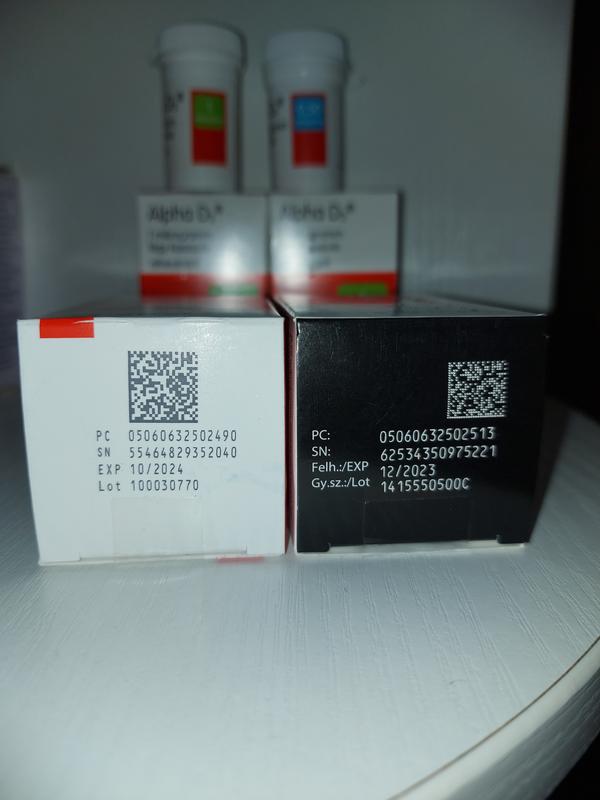 Alpha D₃®
Alpha D₃®
PC 05060632502490
SN 55464829352040
EXP 10/2024
Lot 100030770
PC: 05060632502513
SN: 62534350975221
Felh.:/EXP 12/2023
Gy.sz.:/Lot 1415550500C